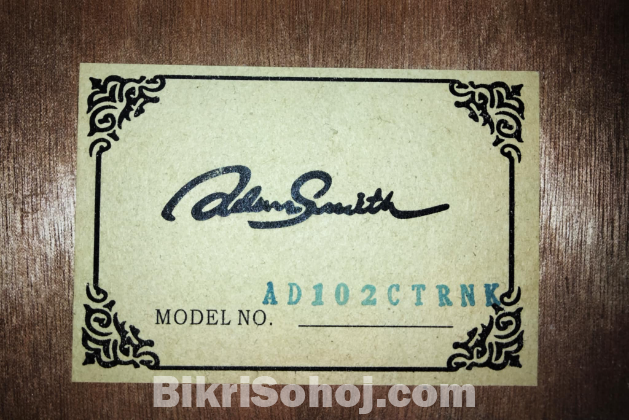 Adam Smith
AD102CTRNK
MODEL NO.
BikriSohoj.com